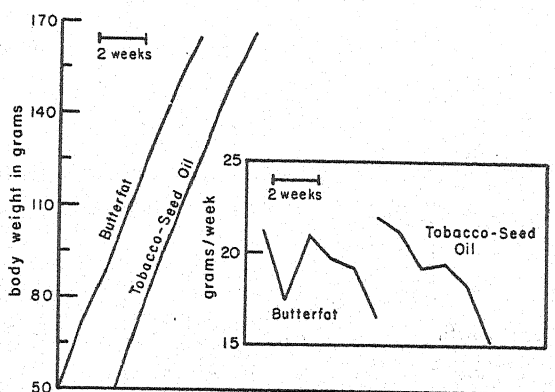 170
140
110
80
50
body weight in grams
2 weeks
Butterfat
Tobacco-Seed Oil
25
20
15
grams/week
2 weeks
Butterfat
Tobacco-Seed
Oil